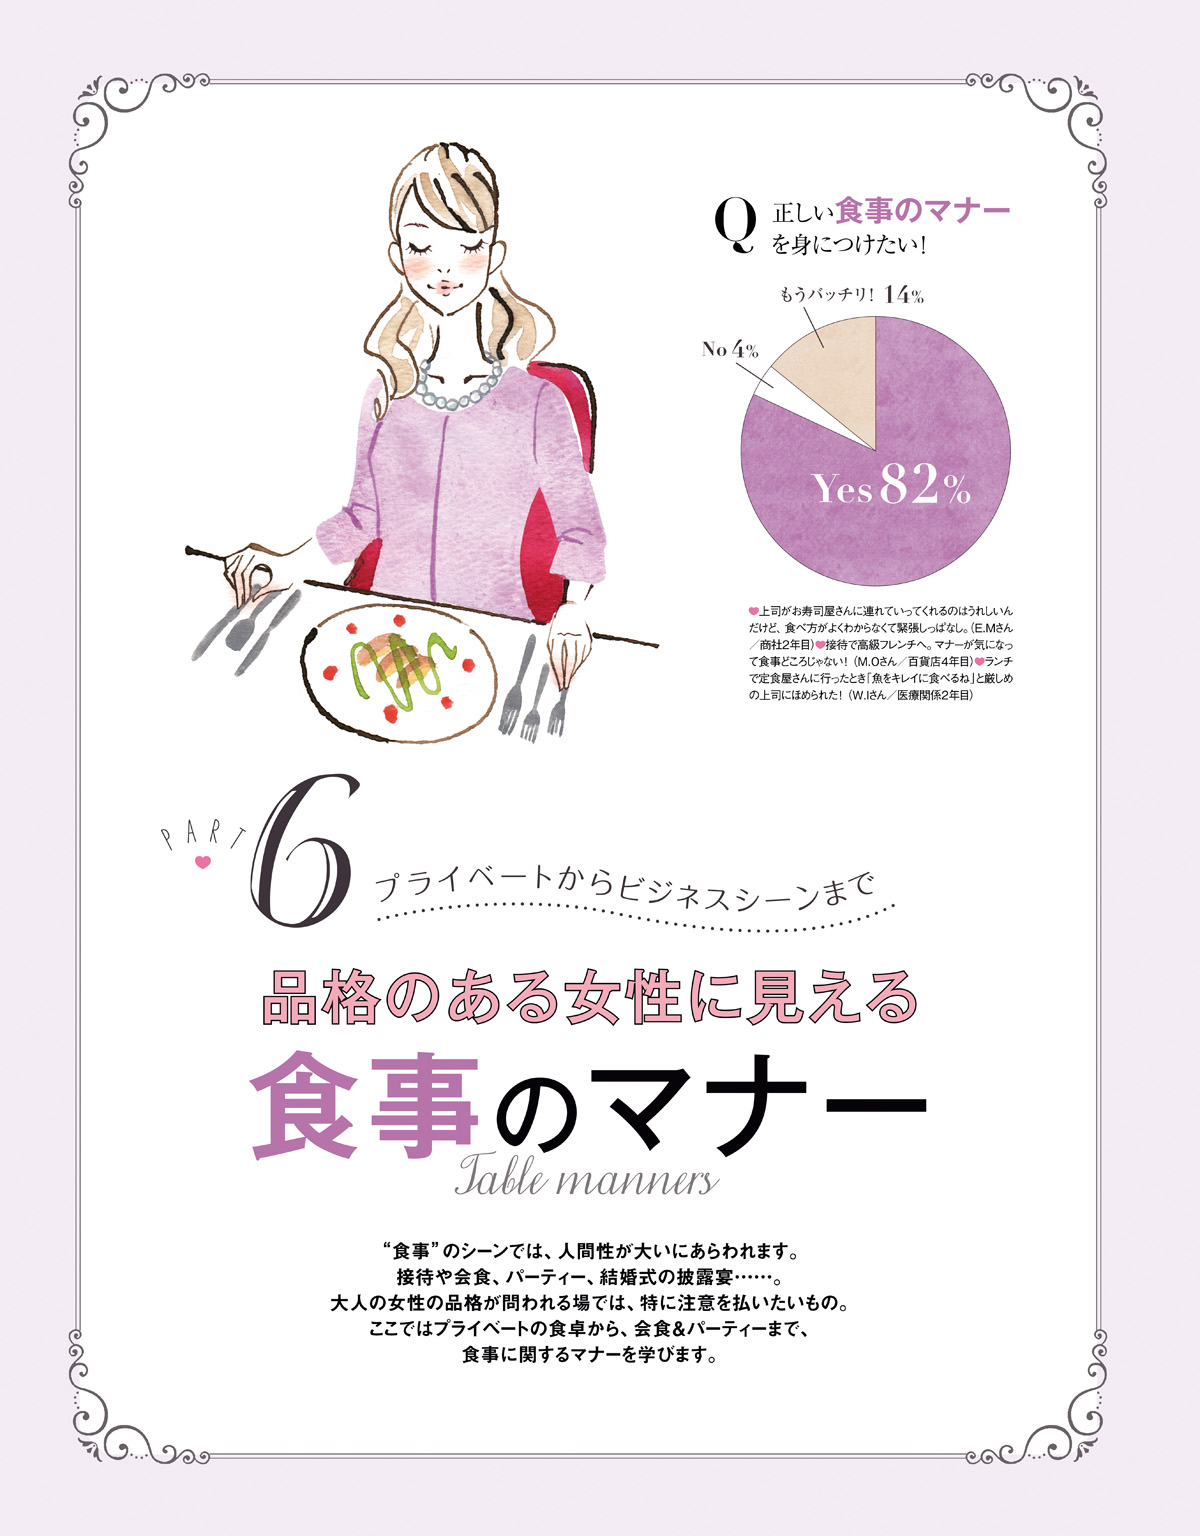 Q 正しい食事のマナー
を身につけたい!
もうバッチリ! 14%
No 4%
Yes 82%
♥上司がお寿司屋さんに連れていってくれるのはうれしいん
だけど、食べ方がよくわからなくて緊張しっぱなし。(E.Mさん
/商社2年目)♥接待で高級フレンチへ。マナーが気になっ
て食事どころじゃない! (M.Oさん/百貨店4年目)♥ランチ
で定食屋さんに行ったとき「魚をキレイに食べるね」と厳しめ
の上司にほめられた! (W.Iさん/医療関係2年目)
PART 6
プライベートからビジネスシーンまで
品格のある女性に見える
食事のマナー
Table manners
“食事”のシーンでは、人間性が大いにあらわれます。
接待や会食、パーティー、結婚式の披露宴……。
大人の女性の品格が問われる場では、特に注意を払いたいもの。
ここではプライベートの食卓から、会食&パーティーまで、
食事に関するマナーを学びます。